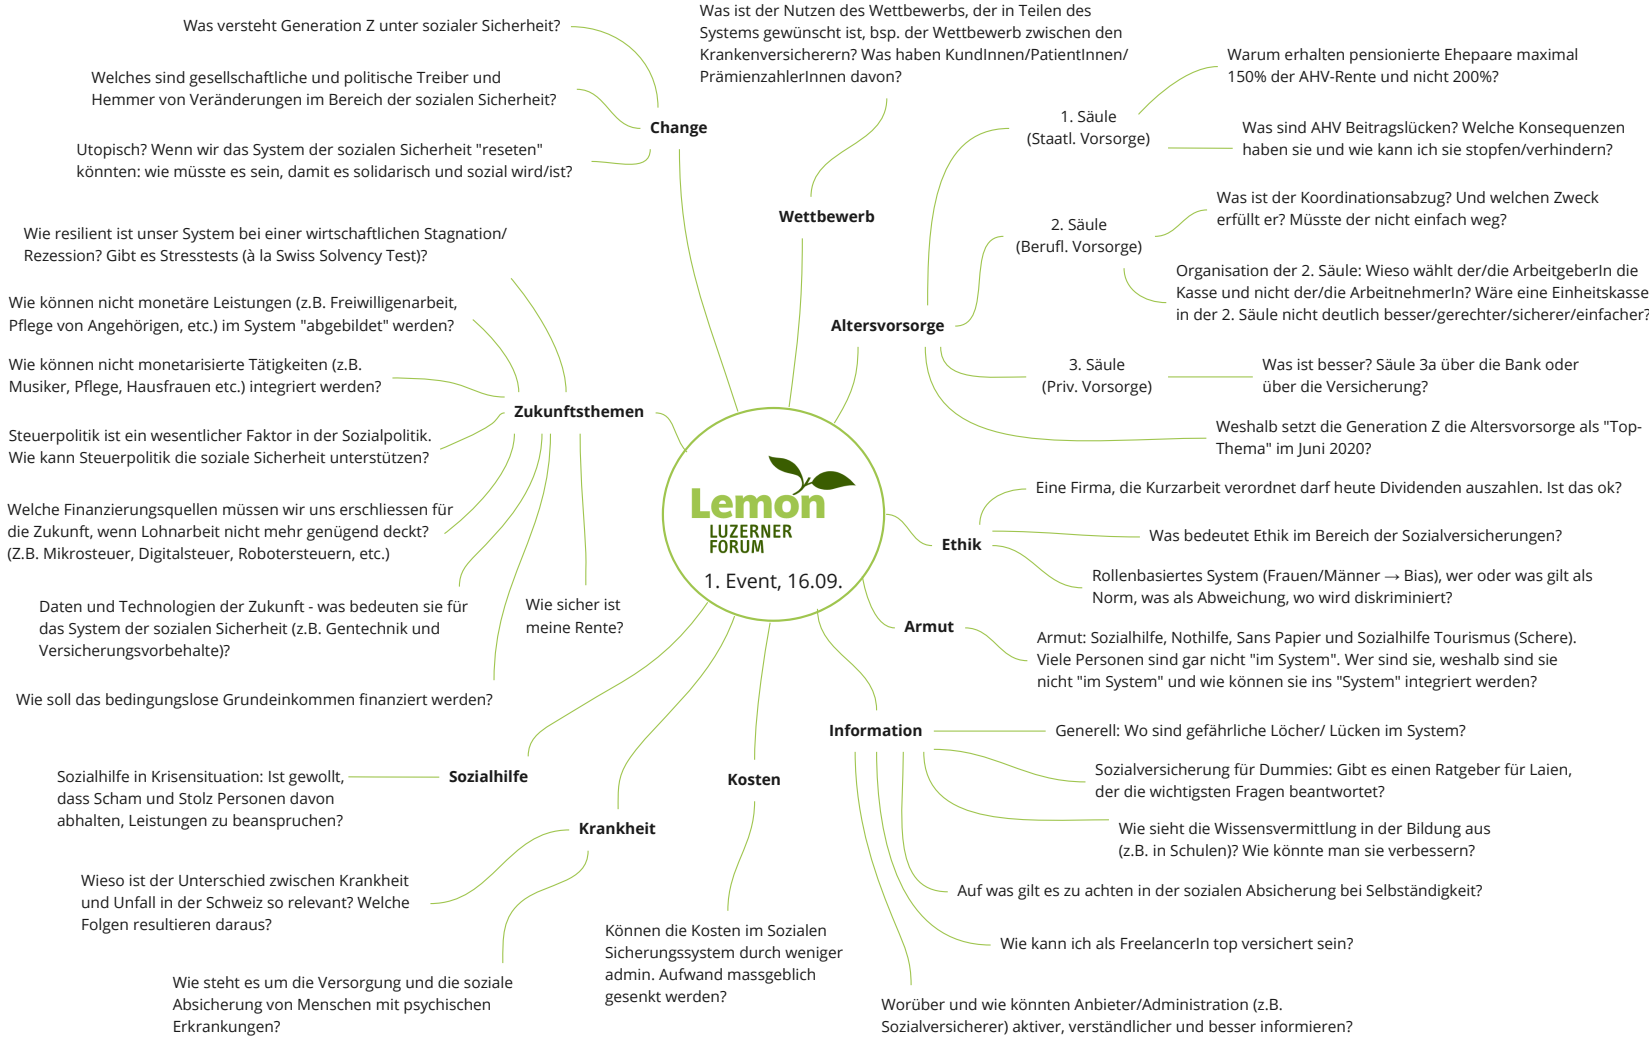 Was versteht Generation Z unter sozialer Sicherheit?
Welches sind gesellschaftliche und politische Treiber und
Hemmer von Veränderungen im Bereich der sozialen Sicherheit?
Utopisch? Wenn wir das System der sozialen Sicherheit "reseten"
könnten: wie müsste es sein, damit es solidarisch und sozial wird/ist?
Change
Was ist der Nutzen des Wettbewerbs, der in Teilen des
Systems gewünscht ist, bsp. der Wettbewerb zwischen den
Krankenversicherern? Was haben KundInnen/PatientInnen/
PrämienzahlerInnen davon?
Wettbewerb
Warum erhalten pensionierte Ehepaare maximal
150% der AHV-Rente und nicht 200%?
1. Säule
(Staatl. Vorsorge)
Was sind AHV Beitragslücken? Welche Konsequenzen
haben sie und wie kann ich sie stopfen/verhindern?
Was ist der Koordinationsabzug? Und welchen Zweck
erfüllt er? Müsste der nicht einfach weg?
2. Säule
(Berufl. Vorsorge)
Organisation der 2. Säule: Wieso wählt der/die ArbeitgeberIn die
Kasse und nicht der/die ArbeitnehmerIn? Wäre eine Einheitskasse
in der 2. Säule nicht deutlich besser/gerechter/sicherer/einfacher?
Altersvorsorge
3. Säule
(Priv. Vorsorge)
Was ist besser? Säule 3a über die Bank oder
über die Versicherung?
Weshalb setzt die Generation Z die Altersvorsorge als "Top-
Thema" im Juni 2020?
Wie resilient ist unser System bei einer wirtschaftlichen Stagnation/
Rezession? Gibt es Stresstests (à la Swiss Solvency Test)?
Wie können nicht monetäre Leistungen (z.B. Freiwilligenarbeit,
Pflege von Angehörigen, etc.) im System "abgebildet" werden?
Wie können nicht monetarisierte Tätigkeiten (z.B.
Musiker, Pflege, Hausfrauen etc.) integriert werden?
Zukunftsthemen
Steuerpolitik ist ein wesentlicher Faktor in der Sozialpolitik.
Wie kann Steuerpolitik die soziale Sicherheit unterstützen?
Welche Finanzierungsquellen müssen wir uns erschliessen für
die Zukunft, wenn Lohnarbeit nicht mehr genügend deckt?
(Z.B. Mikrosteuer, Digitalsteuer, Robotersteuern, etc.)
Daten und Technologien der Zukunft - was bedeuten sie für
das System der sozialen Sicherheit (z.B. Gentechnik und
Versicherungsvorbehalte)?
Wie sicher ist
meine Rente?
Wie soll das bedingungslose Grundeinkommen finanziert werden?
Lemon
LUZERNER
FORUM
1. Event, 16.09.
Eine Firma, die Kurzarbeit verordnet darf heute Dividenden auszahlen. Ist das ok?
Ethik
Was bedeutet Ethik im Bereich der Sozialversicherungen?
Rollenbasiertes System (Frauen/Männer → Bias), wer oder was gilt als
Norm, was als Abweichung, wo wird diskriminiert?
Armut
Armut: Sozialhilfe, Nothilfe, Sans Papier und Sozialhilfe Tourismus (Schere).
Viele Personen sind gar nicht "im System". Wer sind sie, weshalb sind sie
nicht "im System" und wie können sie ins "System" integriert werden?
Information
Generell: Wo sind gefährliche Löcher/ Lücken im System?
Sozialversicherung für Dummies: Gibt es einen Ratgeber für Laien,
der die wichtigsten Fragen beantwortet?
Wie sieht die Wissensvermittlung in der Bildung aus
(z.B. in Schulen)? Wie könnte man sie verbessern?
Auf was gilt es zu achten in der sozialen Absicherung bei Selbständigkeit?
Wie kann ich als FreelancerIn top versichert sein?
Worüber und wie könnten Anbieter/Administration (z.B.
Sozialversicherer) aktiver, verständlicher und besser informieren?
Sozialhilfe
Sozialhilfe in Krisensituation: Ist gewollt,
dass Scham und Stolz Personen davon
abhalten, Leistungen zu beanspruchen?
Krankheit
Wieso ist der Unterschied zwischen Krankheit
und Unfall in der Schweiz so relevant? Welche
Folgen resultieren daraus?
Wie steht es um die Versorgung und die soziale
Absicherung von Menschen mit psychischen
Erkrankungen?
Kosten
Können die Kosten im Sozialen
Sicherungssystem durch weniger
admin. Aufwand massgeblich
gesenkt werden?